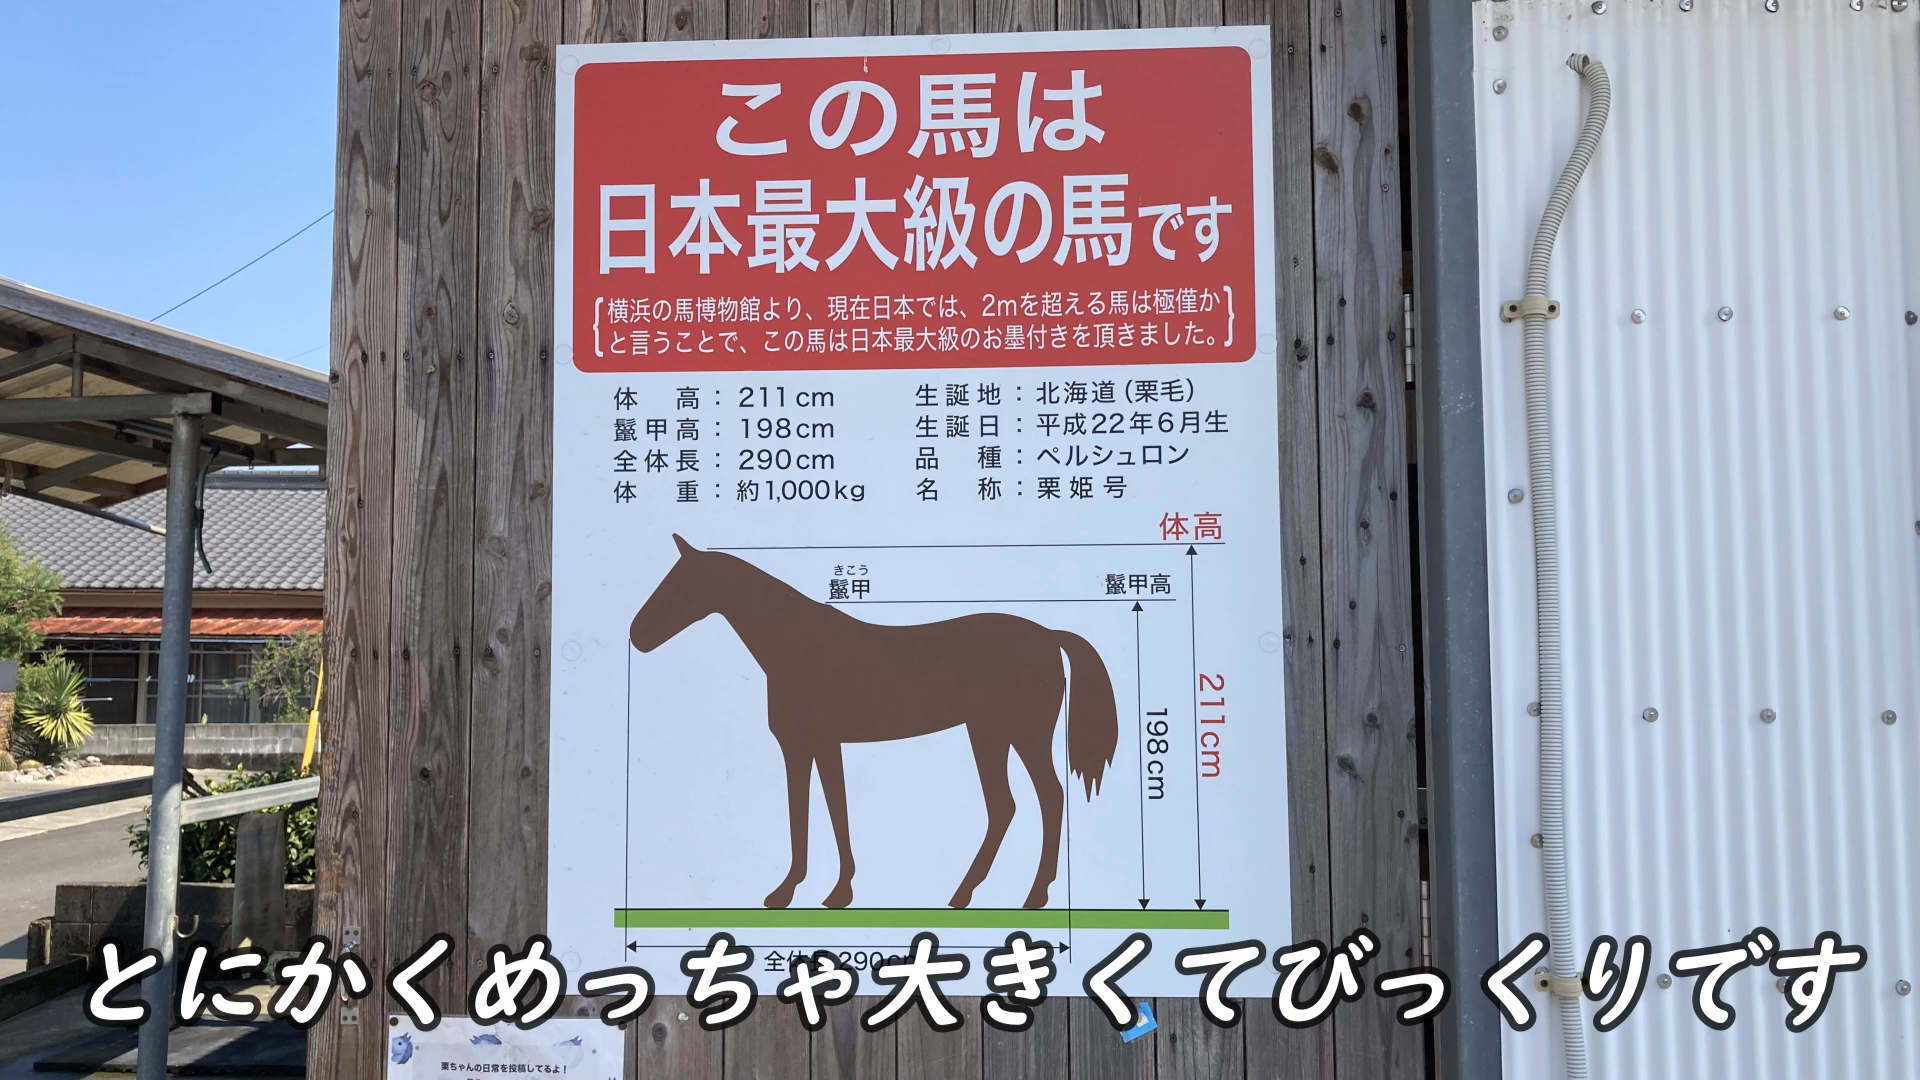 この馬は
日本最大級の馬です
横浜の馬博物館より、現在日本では、2mを超える馬は極僅か
と言うことで、この馬は日本最大級のお墨付きを頂きました。
体高：211cm
鬣甲高：198cm
全体長：290cm
体重：約1,000kg
生誕地：北海道（栗毛）
生誕日：平成22年6月生
品種：ペルシュロン
名称：栗姫号
体高
きこう
鬣甲
鬣甲高
211cm
198cm
全体長 290cm
とにかくめっちゃ大きくてびっくりです
栗ちゃんの日常を投稿してるよ！